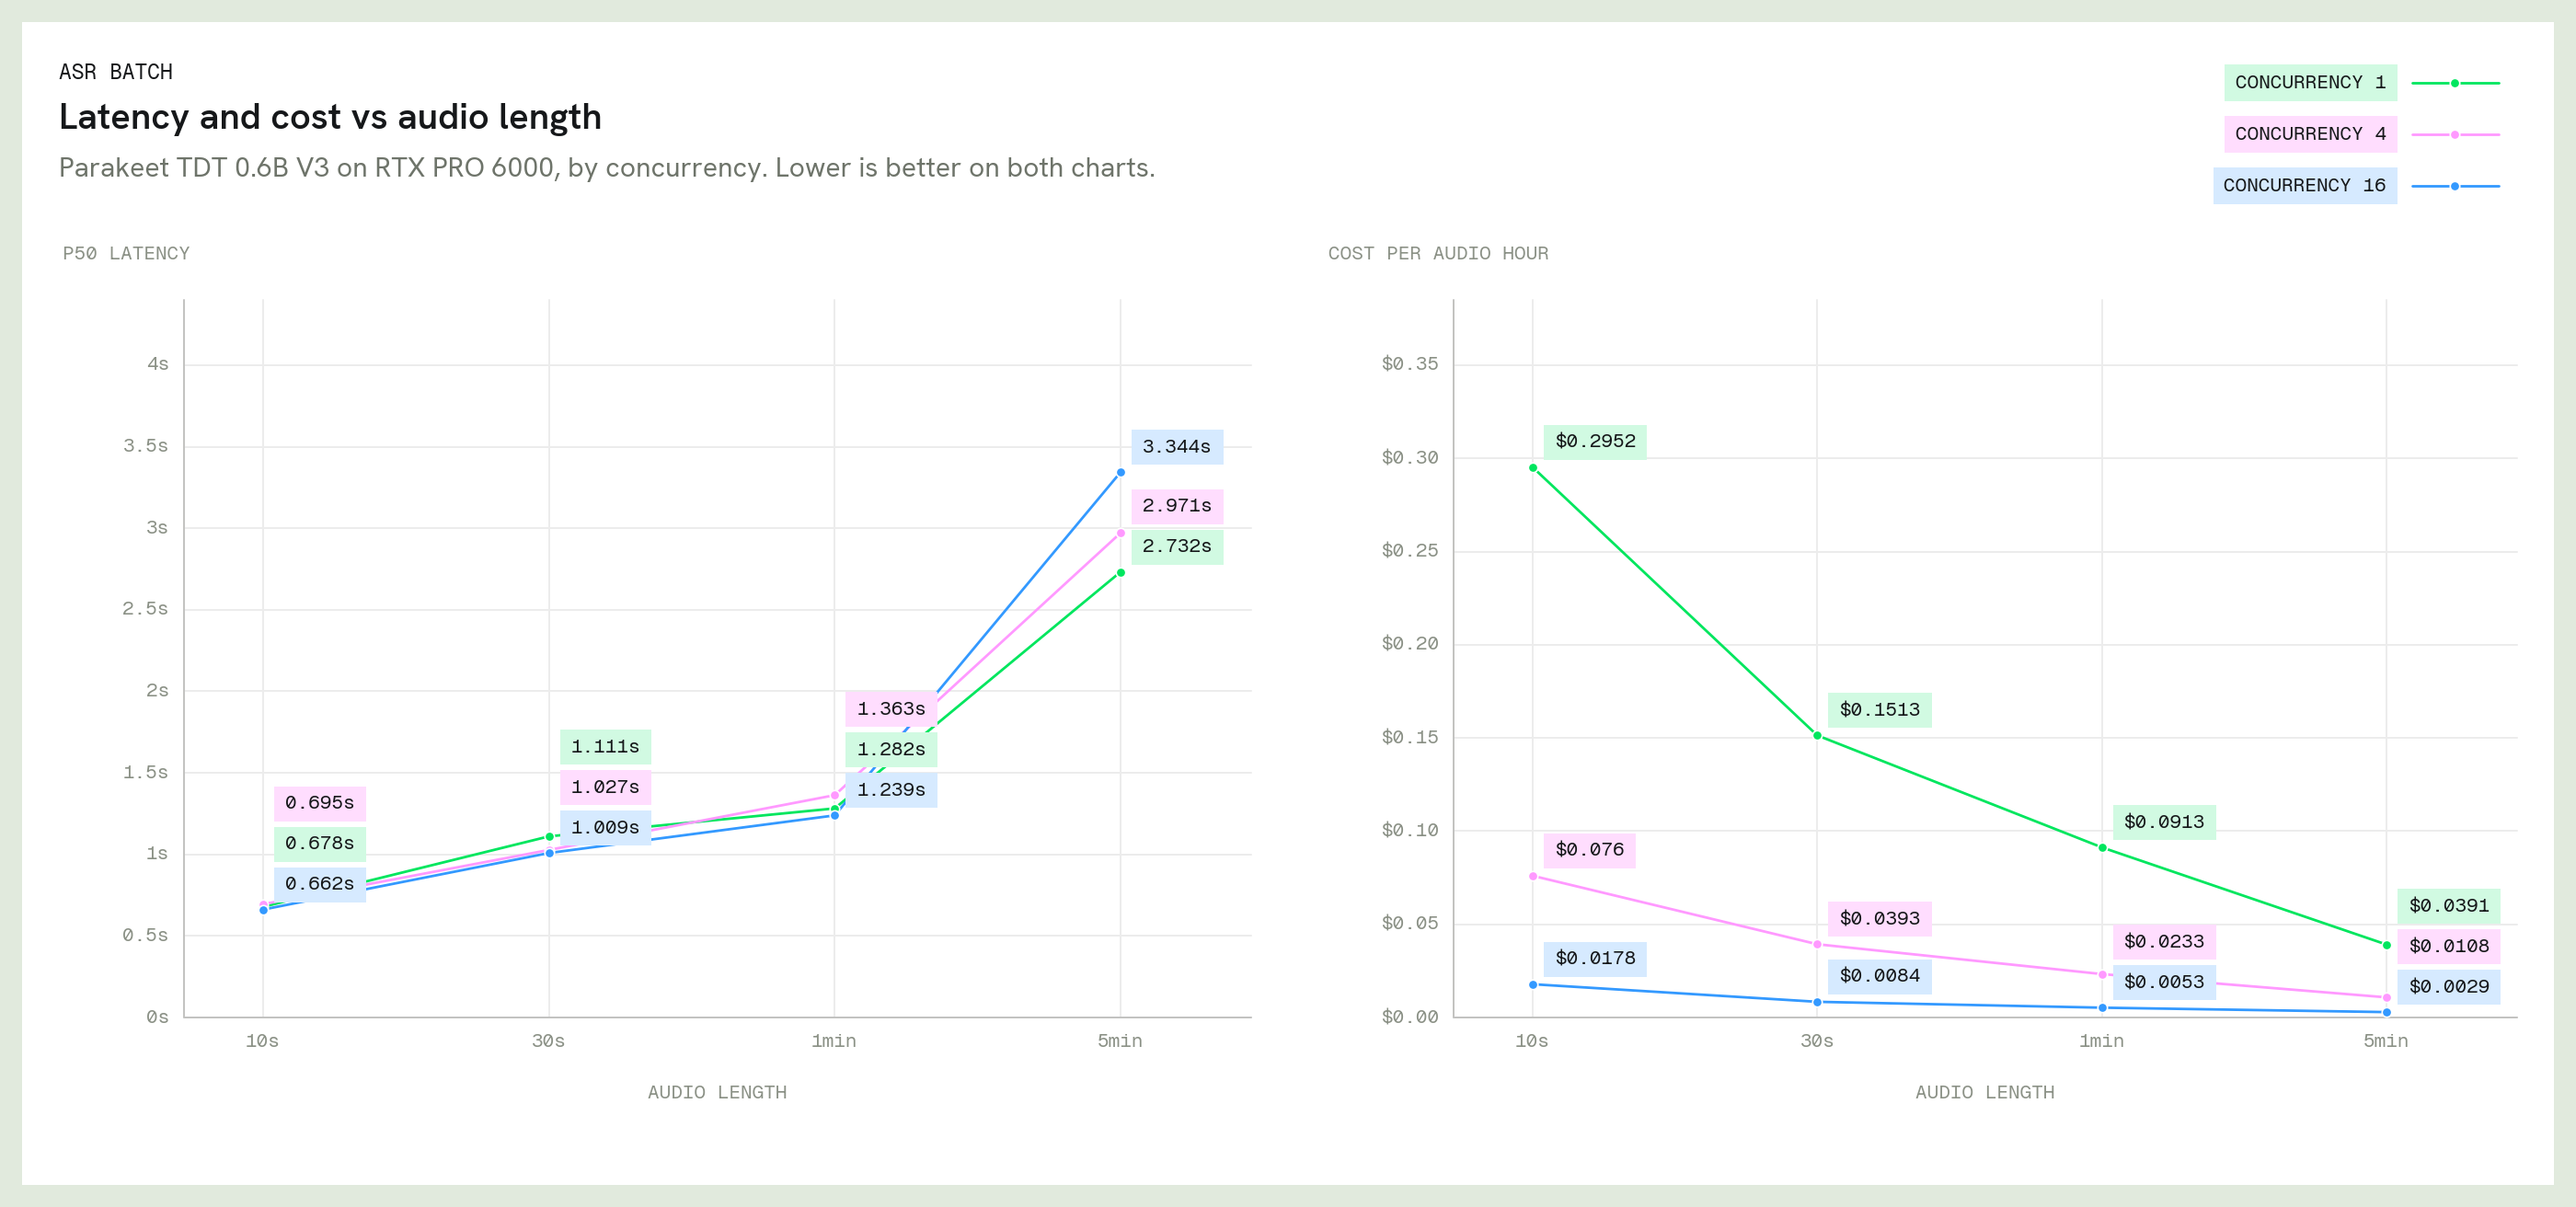 ASR BATCH
Latency and cost vs audio length
Parakeet TDT 0.6B V3 on RTX PRO 6000, by concurrency. Lower is better on both charts.
CONCURRENCY 1
CONCURRENCY 4
CONCURRENCY 16
P50 LATENCY
4s
3.5s
3s
2.5s
2s
1.5s
1s
0.5s
0s
0.695s
0.678s
0.662s
1.111s
1.027s
1.009s
1.363s
1.282s
1.239s
3.344s
2.971s
2.732s
10s
30s
1min
5min
AUDIO LENGTH
COST PER AUDIO HOUR
$0.35
$0.30
$0.25
$0.20
$0.15
$0.10
$0.05
$0.00
$0.2952
$0.076
$0.0178
$0.1513
$0.0393
$0.0084
$0.0913
$0.0233
$0.0053
$0.0391
$0.0108
$0.0029
10s
30s
1min
5min
AUDIO LENGTH